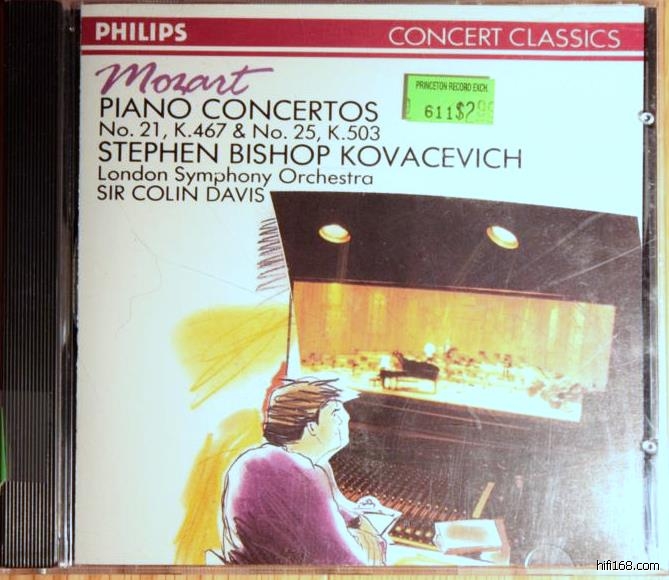 PHILIPS
CONCERT CLASSICS
Mozart
PRINCETON RECORD EXCH.
611$2.99
PIANO CONCERTOS
No. 21, K.467 & No. 25, K.503
STEPHEN BISHOP KOVACEVICH
London Symphony Orchestra
SIR COLIN DAVIS
hifi168.com